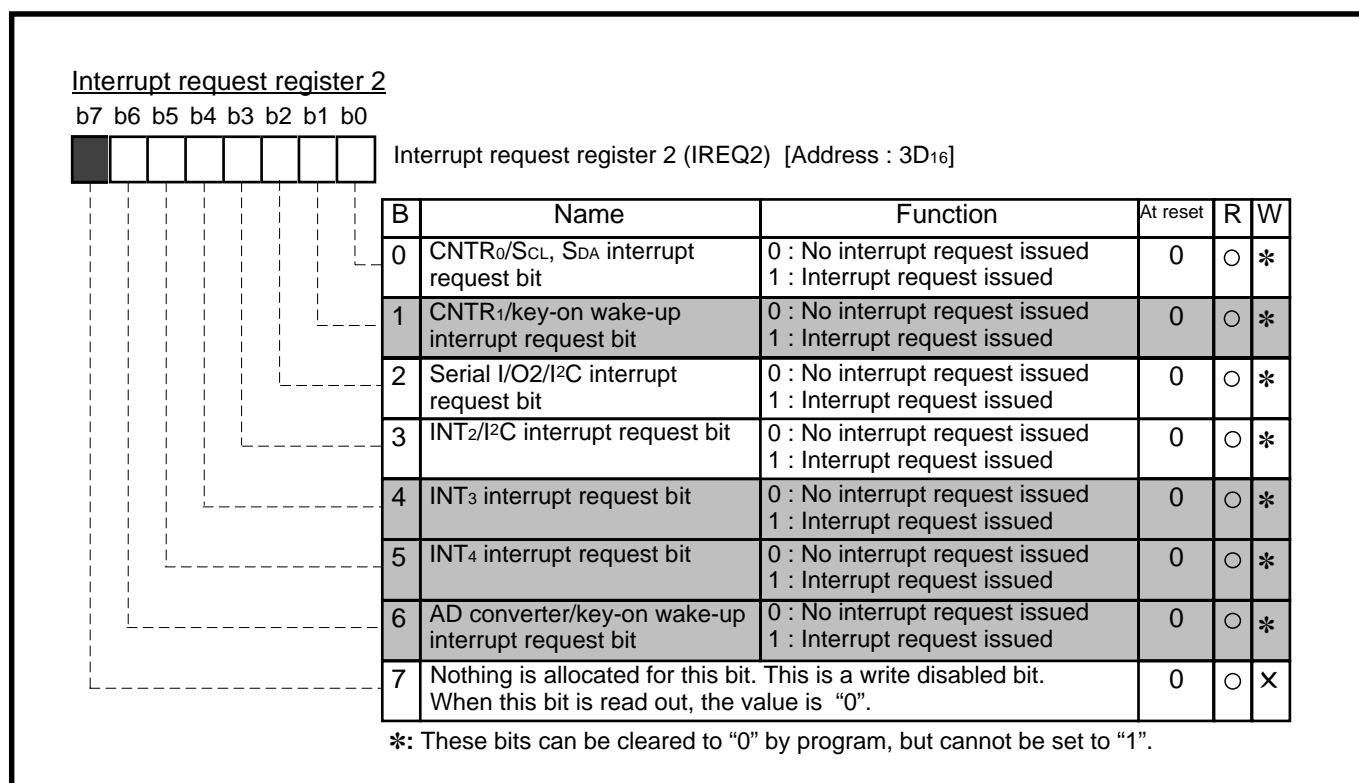 Interrupt request register 2
b7 b6 b5 b4 b3 b2 b1 b0
Interrupt request register 2 (IREQ2) [Address : 3D16]
B Name Function At reset R W
0 CNTR0/SCL, SDA interrupt request bit 0 : No interrupt request issued 0 ○ ✻
1 : Interrupt request issued
1 CNTR1/key-on wake-up interrupt request bit 0 : No interrupt request issued 0 ○ ✻
1 : Interrupt request issued
2 Serial I/O2/I2C interrupt request bit 0 : No interrupt request issued 0 ○ ✻
1 : Interrupt request issued
3 INT2/I2C interrupt request bit 0 : No interrupt request issued 0 ○ ✻
1 : Interrupt request issued
4 INT3 interrupt request bit 0 : No interrupt request issued 0 ○ ✻
1 : Interrupt request issued
5 INT4 interrupt request bit 0 : No interrupt request issued 0 ○ ✻
1 : Interrupt request issued
6 AD converter/key-on wake-up interrupt request bit 0 : No interrupt request issued 0 ○ ✻
1 : Interrupt request issued
7 Nothing is allocated for this bit. This is a write disabled bit. 0 ○ ×
When this bit is read out, the value is “0”.
✻: These bits can be cleared to “0” by program, but cannot be set to “1”.